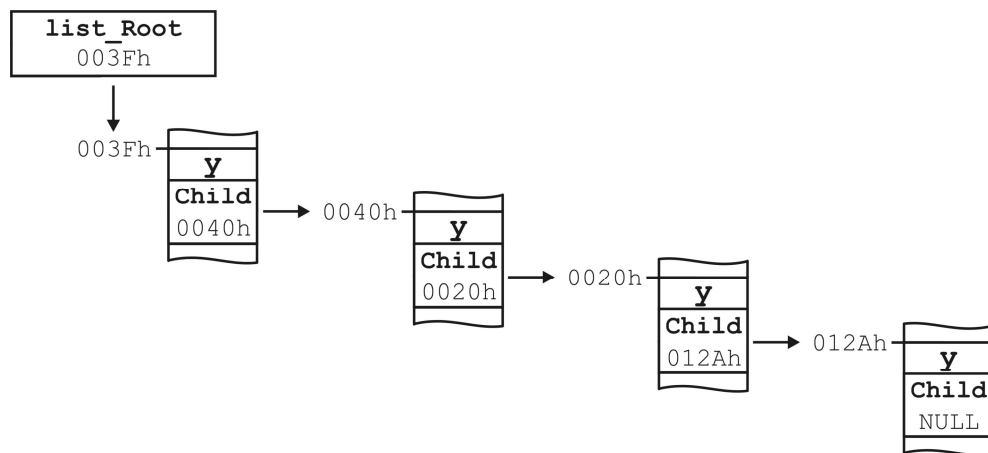 list_Root
003Fh
003Fh
y
Child
0040h
0040h
y
Child
0020h
0020h
y
Child
012Ah
012Ah
y
Child
NULL